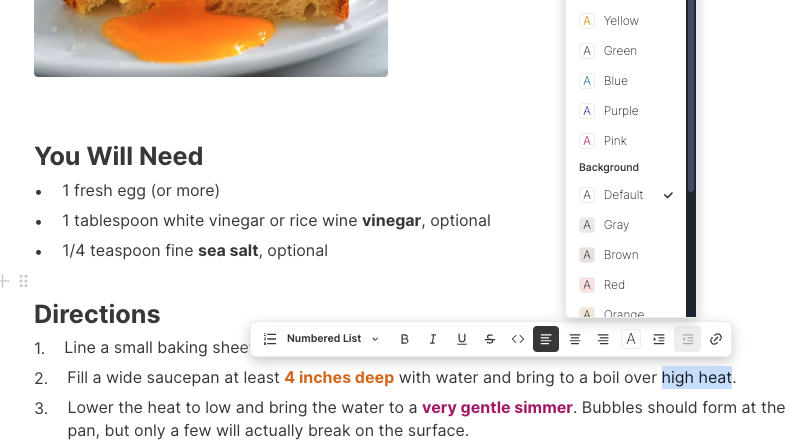 A Yellow
A Green
A Blue
A Purple
A Pink
Background
A Default
A Gray
A Brown
A Red
A Orange
You Will Need
• 1 fresh egg (or more)
• 1 tablespoon white vinegar or rice wine vinegar, optional
• 1/4 teaspoon fine sea salt, optional
Directions
Numbered List B I U S <> A
1. Line a small baking sheet
2. Fill a wide saucepan at least 4 inches deep with water and bring to a boil over high heat.
3. Lower the heat to low and bring the water to a very gentle simmer. Bubbles should form at the
pan, but only a few will actually break on the surface.